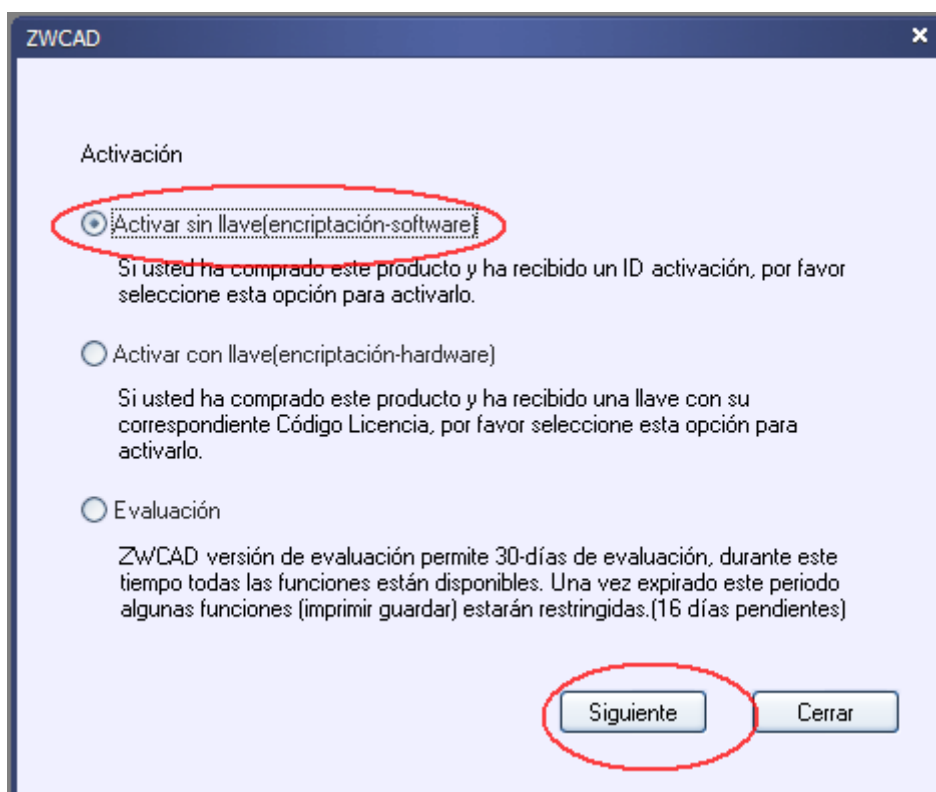 ZWCAD
Activación
Activar sin llave(encriptación-software)
Si usted ha comprado este producto y ha recibido un ID activación, por favor
seleccione esta opción para activarlo.
Activar con llave(encriptación-hardware)
Si usted ha comprado este producto y ha recibido una llave con su
correspondiente Código Licencia, por favor seleccione esta opción para
activarlo.
Evaluación
ZWCAD versión de evaluación permite 30-días de evaluación, durante este
tiempo todas las funciones están disponibles. Una vez expirado este periodo
algunas funciones (imprimir guardar) estarán restringidas.(16 días pendientes)
Siguiente
Cerrar